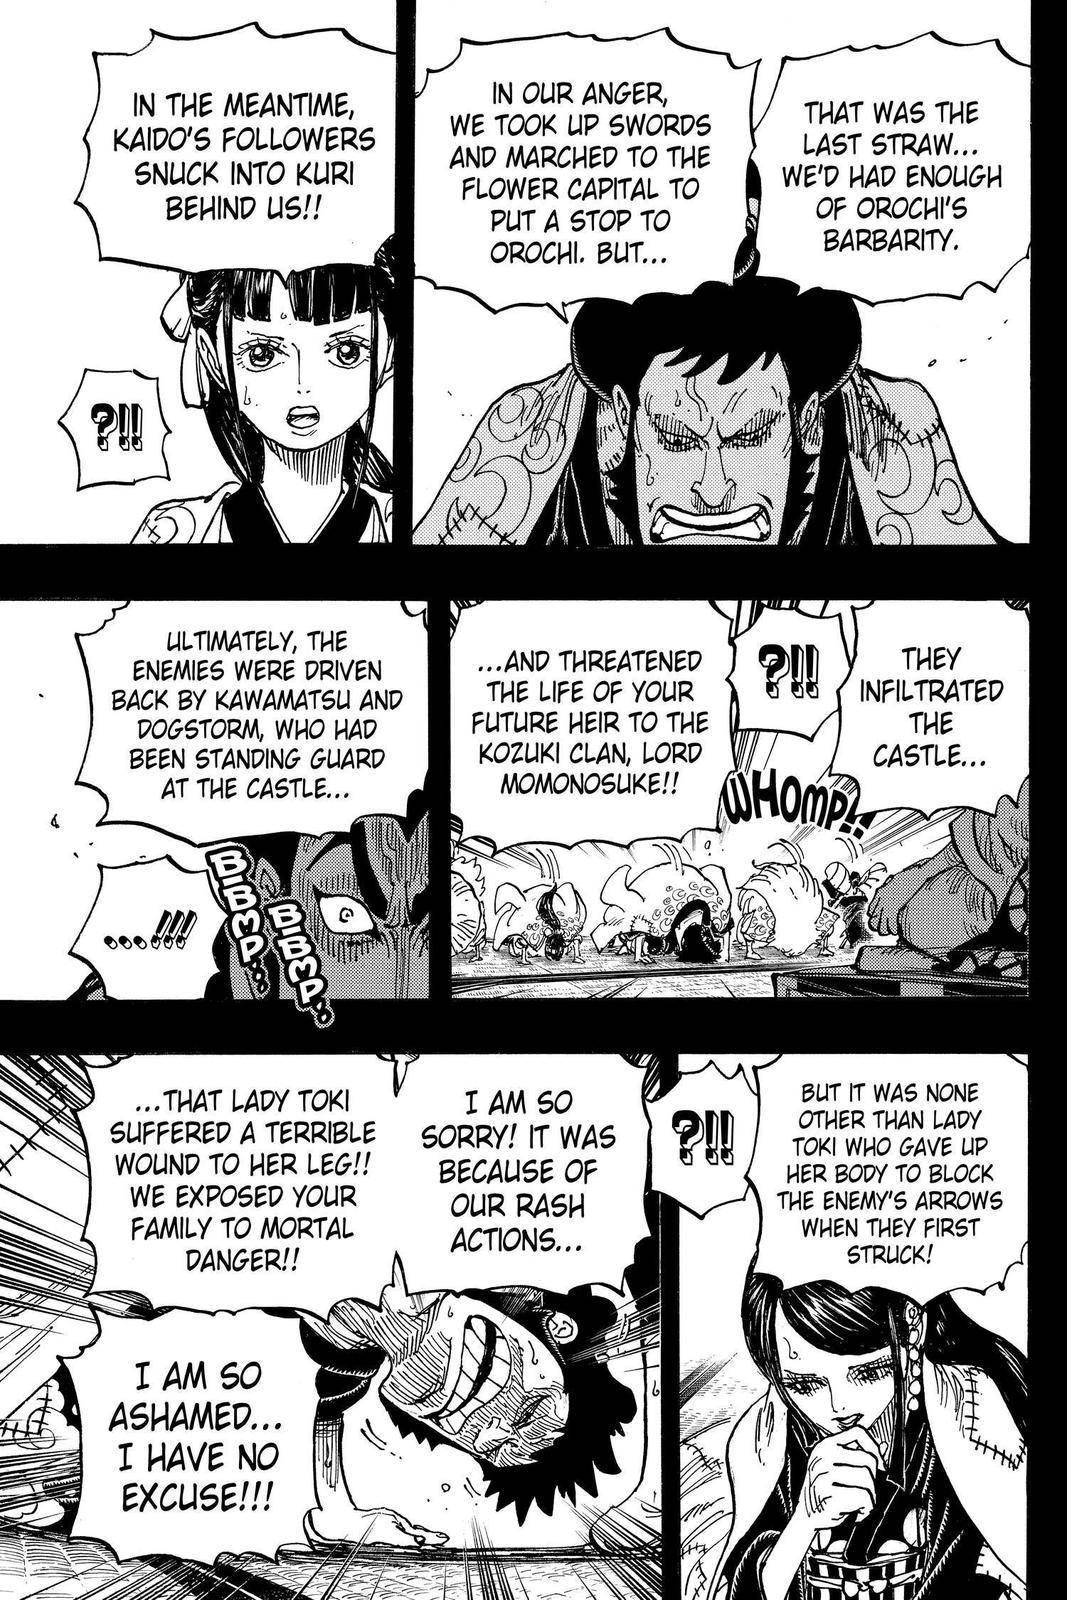 THAT WAS THE
LAST STRAW...
WE'D HAD ENOUGH
OF OROCHI'S
BARBARITY.
IN OUR ANGER,
WE TOOK UP SWORDS
AND MARCHED TO THE
FLOWER CAPITAL TO
PUT A STOP TO
OROCHI. BUT...
IN THE MEANTIME,
KAIDO'S FOLLOWERS
SNUCK INTO KURI
BEHIND US!!
?!!
THEY
INFILTRATED
THE
CASTLE...
?!!
WHOMP!!
...AND THREATENED
THE LIFE OF YOUR
FUTURE HEIR TO THE
KOZUKI CLAN, LORD
MOMONOSUKE!!
ULTIMATELY, THE
ENEMIES WERE DRIVEN
BACK BY KAWAMATSU AND
DOGSTORM, WHO HAD
BEEN STANDING GUARD
AT THE CASTLE...
BBMP!!
BBMP!!
...!!!
BUT IT WAS NONE
OTHER THAN LADY
TOKI WHO GAVE UP
HER BODY TO BLOCK
THE ENEMY'S ARROWS
WHEN THEY FIRST
STRUCK!
?!!
I AM SO
SORRY! IT WAS
BECAUSE OF
OUR RASH
ACTIONS...
...THAT LADY TOKI
SUFFERED A TERRIBLE
WOUND TO HER LEG!!
WE EXPOSED YOUR
FAMILY TO MORTAL
DANGER!!
I AM SO
ASHAMED...
I HAVE NO
EXCUSE!!!